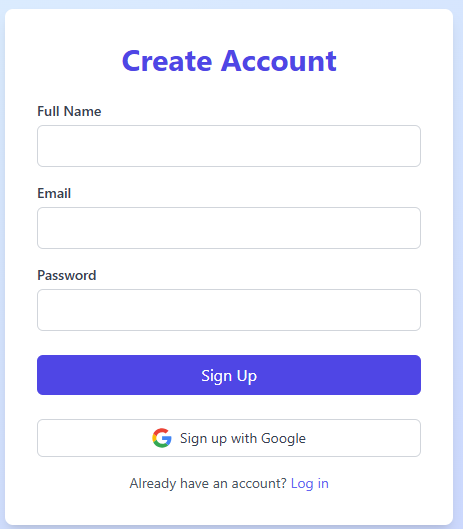 Create Account
Full Name
Email
Password
Sign Up
Sign up with Google
Already have an account? Log in